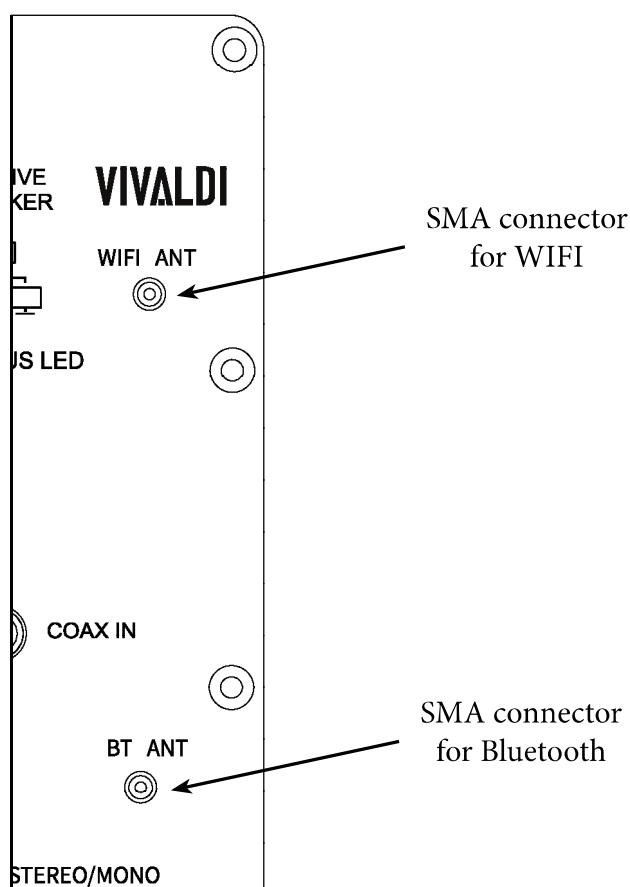 IVE
KER
VIVALDI
SMA connector
for WIFI
WIFI ANT
US LED
COAX IN
SMA connector
for Bluetooth
BT ANT
STEREO/MONO